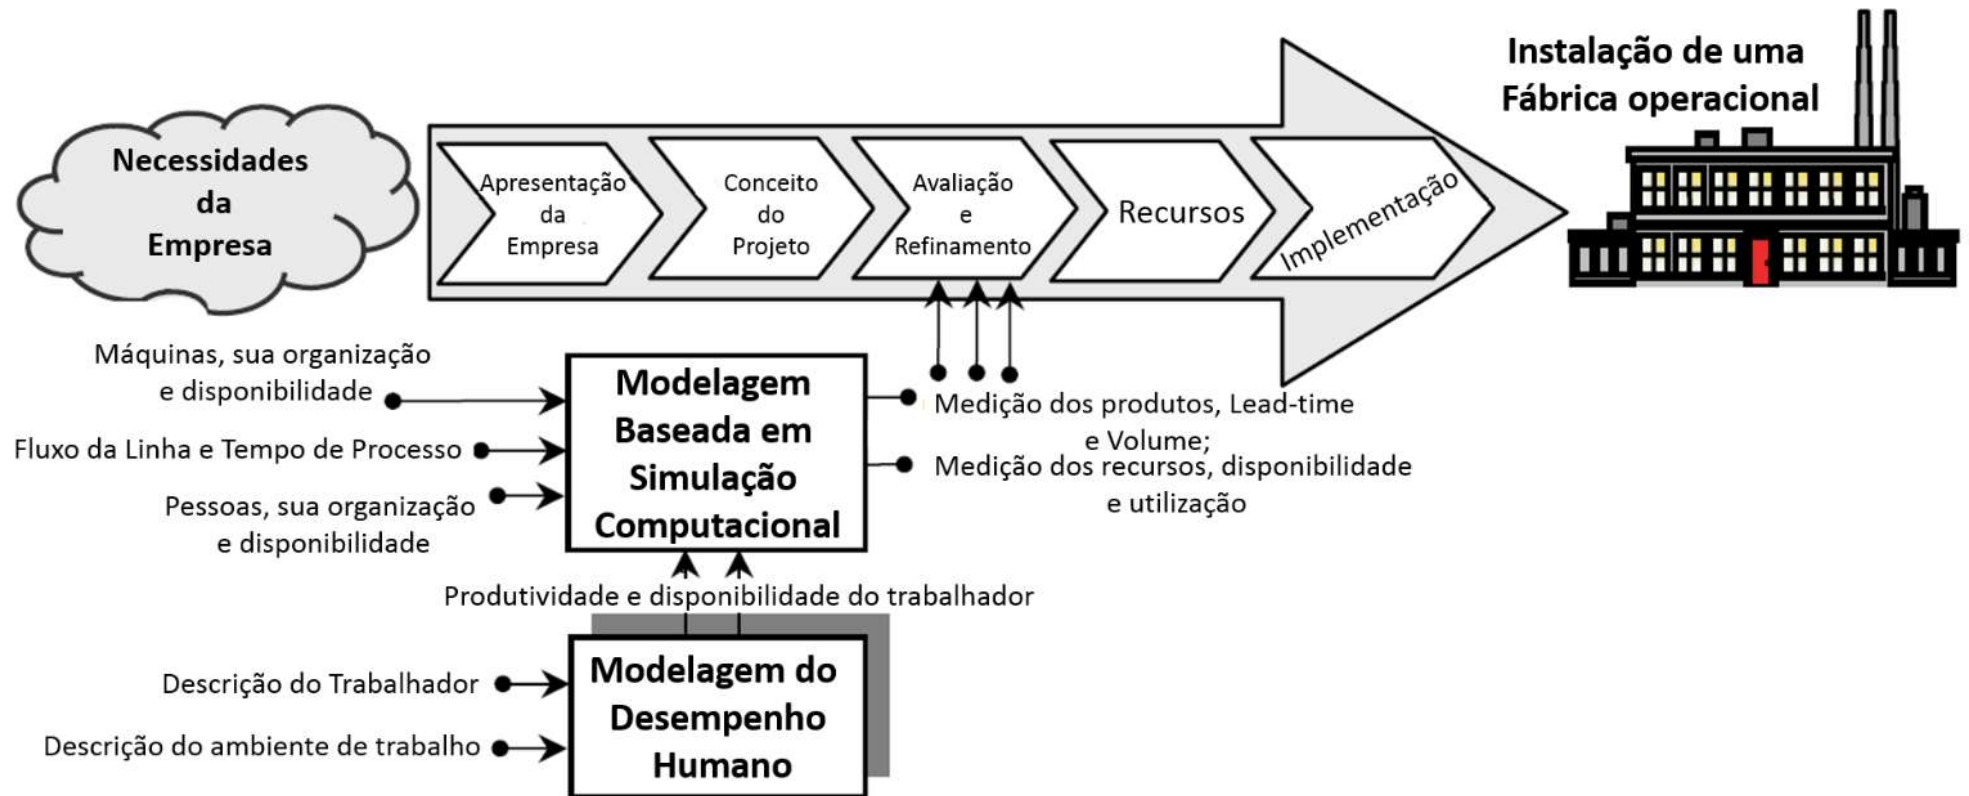 Instalação de uma
Fábrica operacional
Necessidades
da
Empresa
Apresentação
da
Empresa
Conceito
do
Projeto
Avaliação
e
Refinamento
Recursos
Implementação
Máquinas, sua organização
e disponibilidade
Fluxo da Linha e Tempo de Processo
Pessoas, sua organização
e disponibilidade
Modelagem
Baseada em
Simulação
Computacional
Medição dos produtos, Lead-time
e Volume;
Medição dos recursos, disponibilidade
e utilização
Produtividade e disponibilidade do trabalhador
Descrição do Trabalhador
Descrição do ambiente de trabalho
Modelagem do
Desempenho
Humano